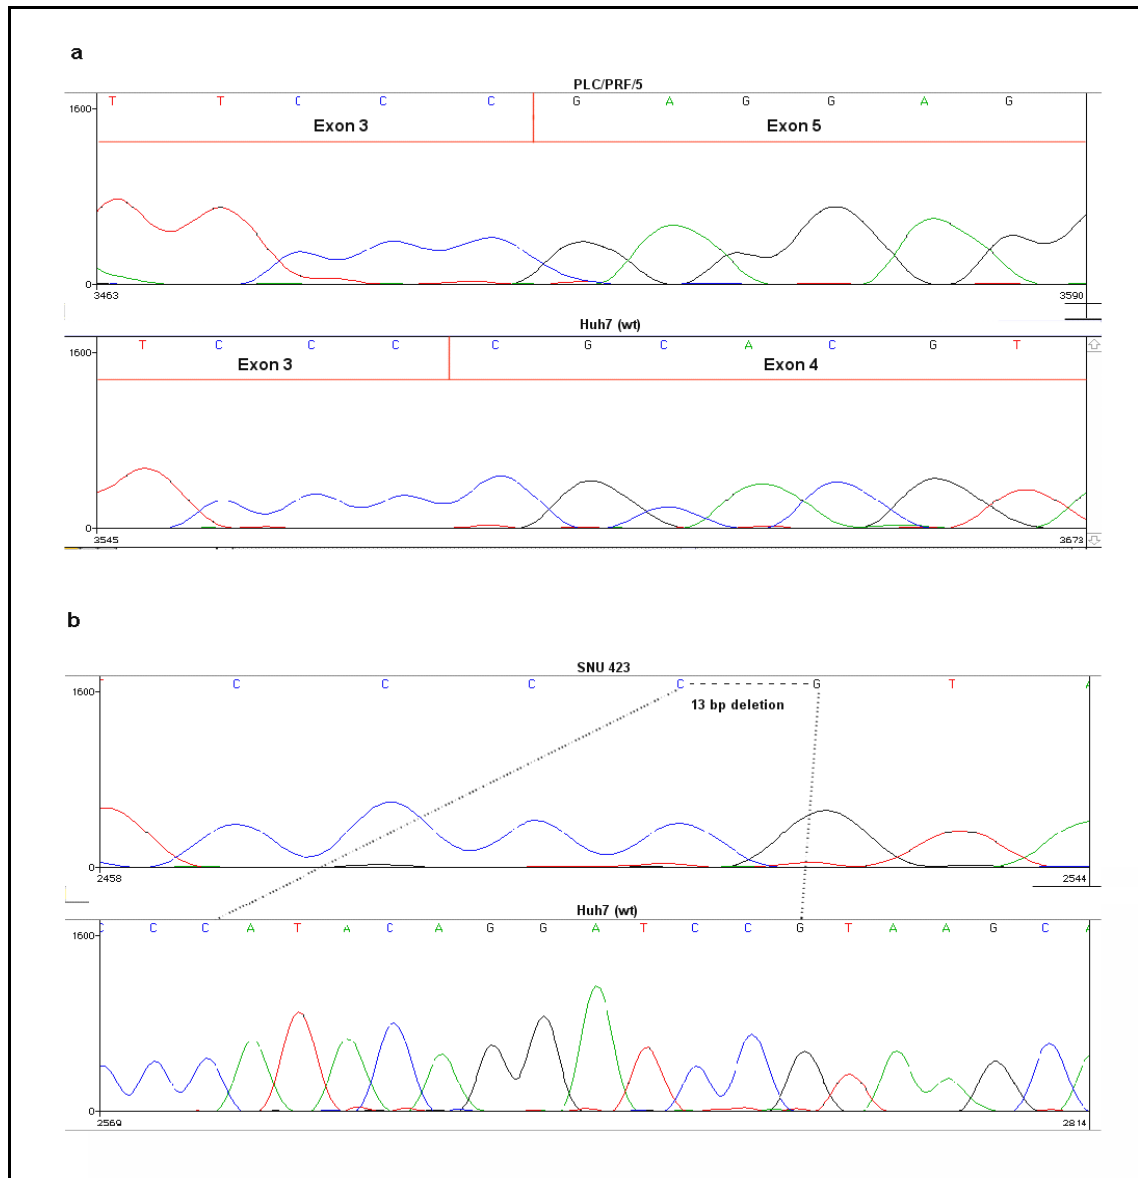 a
PLC/PRF/5
T T C C C G A G G A G
1600
Exon 3 Exon 5
0
3463 3590
Huh7 (wt)
T C C C C G C A C G T
1600
Exon 3 Exon 4
0
3545 3673
b
SNU 423
C C C C G T A
1600
13 bp deletion
0
2458 2544
Huh7 (wt)
C C C A T A C A G G A T C C G T A A G C A
1600
0
2569 2814